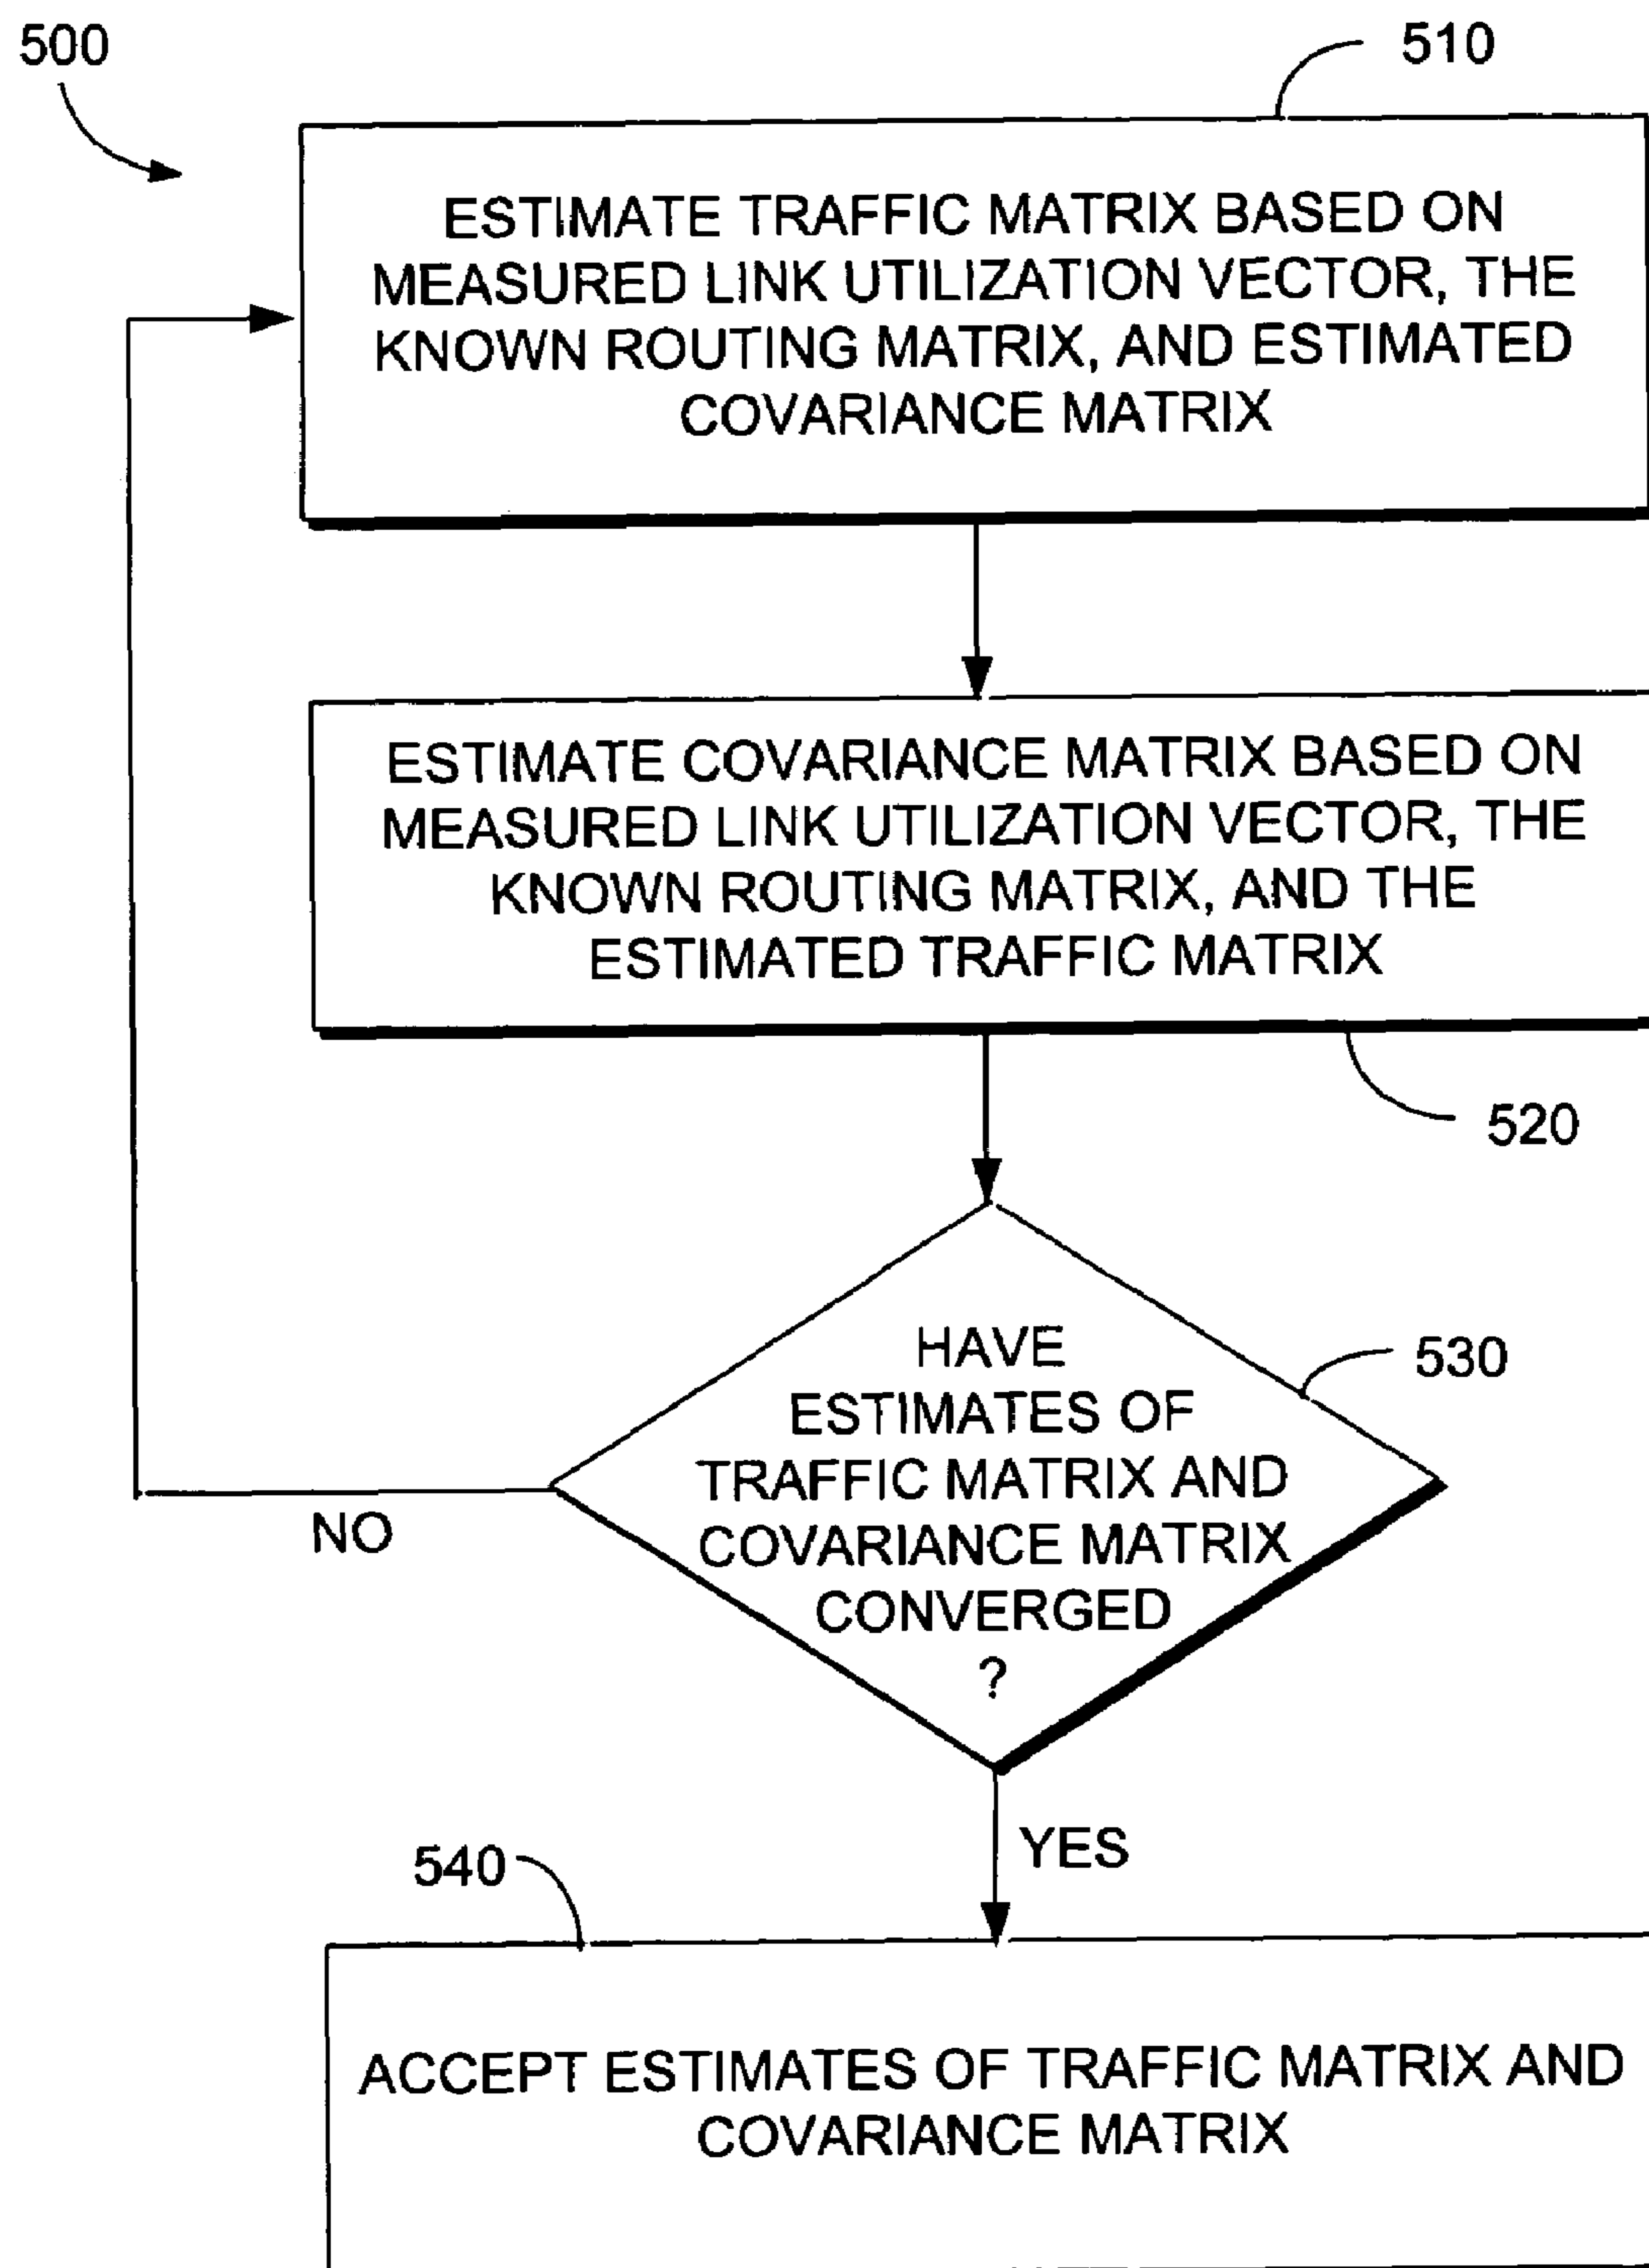 500
510
ESTIMATE TRAFFIC MATRIX BASED ON
MEASURED LINK UTILIZATION VECTOR, THE
KNOWN ROUTING MATRIX, AND ESTIMATED
COVARIANCE MATRIX
ESTIMATE COVARIANCE MATRIX BASED ON
MEASURED LINK UTILIZATION VECTOR, THE
KNOWN ROUTING MATRIX, AND THE
ESTIMATED TRAFFIC MATRIX
520
HAVE
ESTIMATES OF
TRAFFIC MATRIX AND
COVARIANCE MATRIX
CONVERGED
?
530
NO
YES
540
ACCEPT ESTIMATES OF TRAFFIC MATRIX AND
COVARIANCE MATRIX